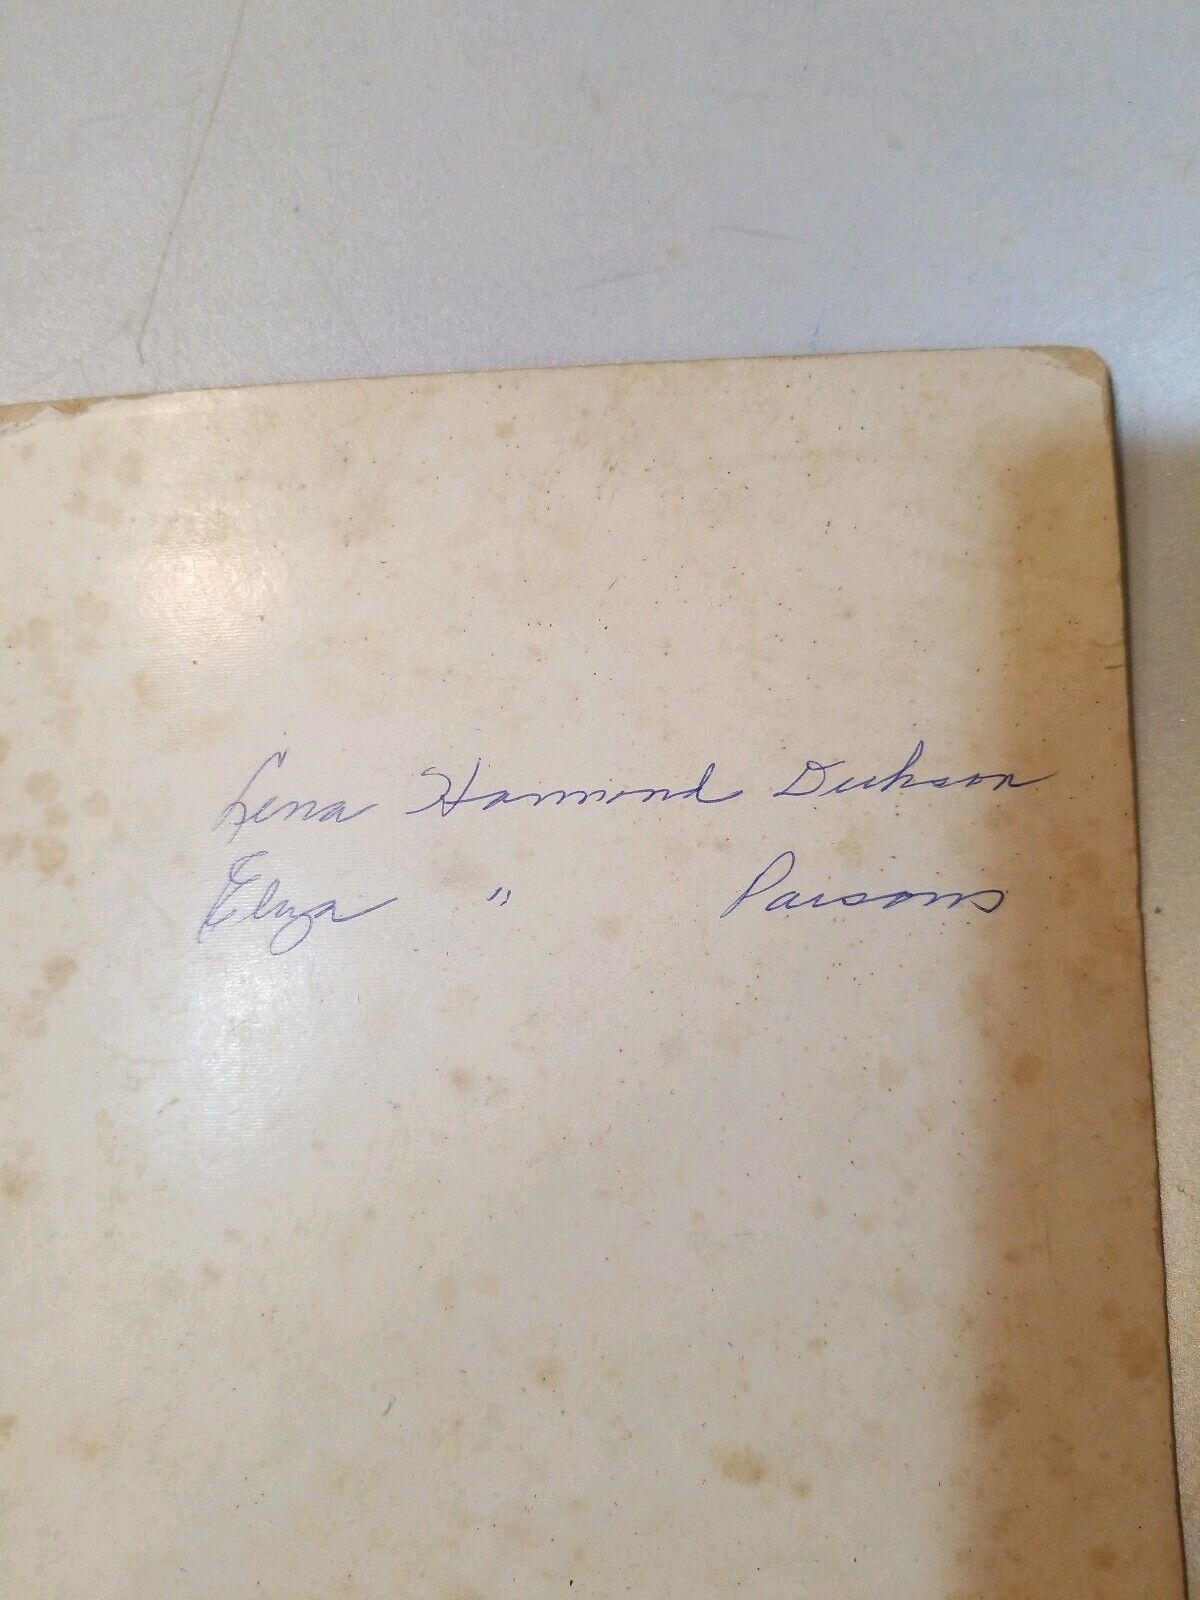 Lena Hammond Dickson
Eliza " Parsons